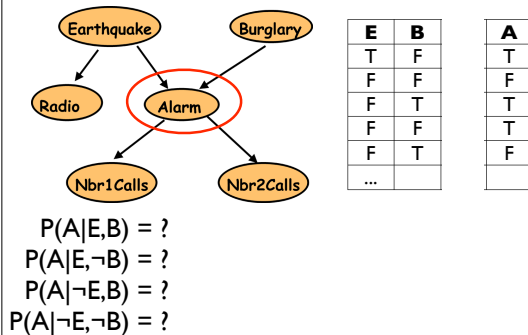 Earthquake Burglary
Radio Alarm
Nbr1Calls Nbr2Calls
E B A
T F T
F F F
F T T
F F T
F T F
...
P(A|E,B) = ?
P(A|E,¬B) = ?
P(A|¬E,B) = ?
P(A|¬E,¬B) = ?